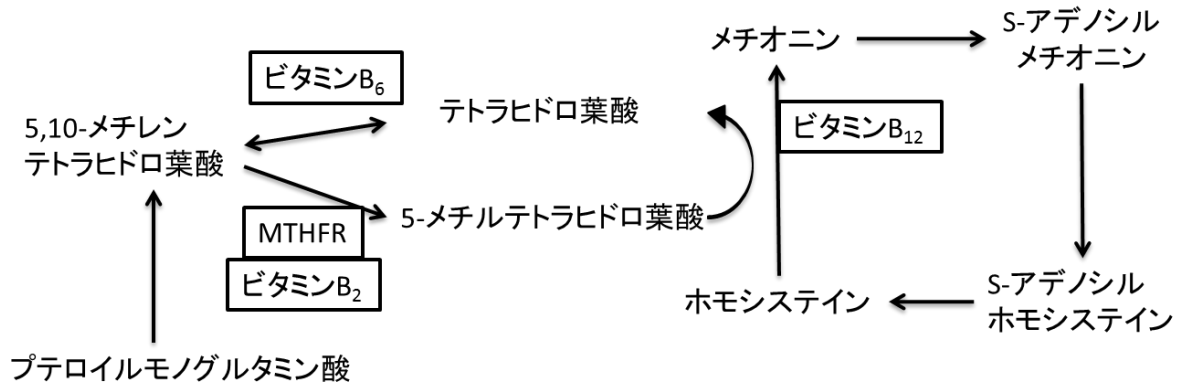 ビタミンB6
5,10-メチレン
テトラヒドロ葉酸
テトラヒドロ葉酸
5-メチルテトラヒドロ葉酸
MTHFR
ビタミンB2
プテロイルモノグルタミン酸
メチオニン
S-アデノシル
メチオニン
ビタミンB12
ホモシステイン
S-アデノシル
ホモシステイン